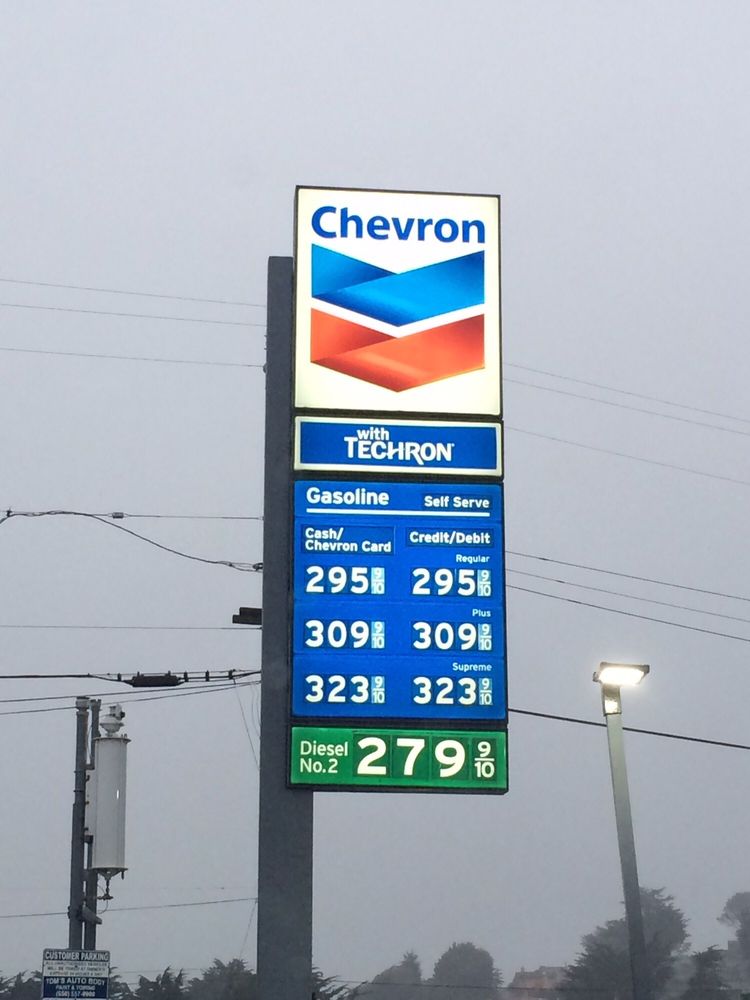 Chevron
with
TECHRON
Gasoline Self Serve
Cash/
Chevron Card Credit/Debit
Regular
295 9/10 295 9/10
Plus
309 9/10 309 9/10
Supreme
323 9/10 323 9/10
Diesel
No.2 279 9/10
CUSTOMER PARKING
TOM'S AUTO BODY
PAINT & TOWING